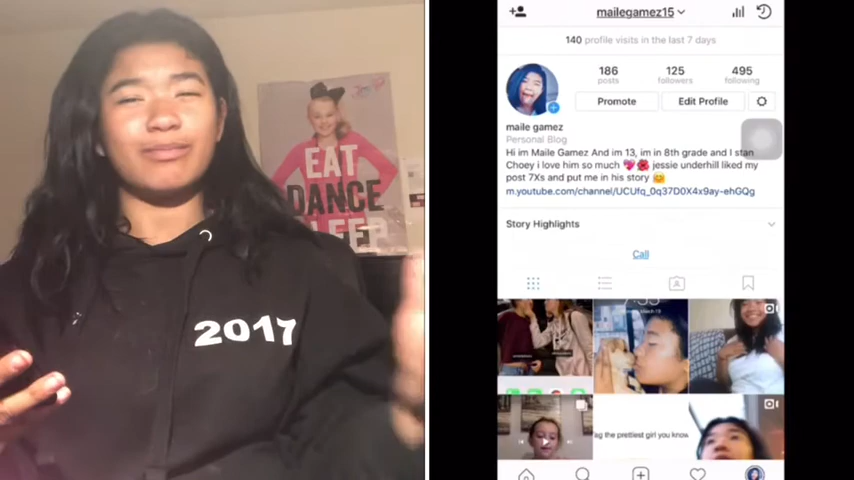 EAT
DANCE
SLEEP
2017
mailegamez15
140 profile visits in the last 7 days
186
posts
125
followers
495
following
Promote
Edit Profile
maile gamez
Personal Blog
Hi im Maile Gamez And im 13, im in 8th grade and I stan
Choey i love him so much 💖🌺 jessie underhill liked my
post 7Xs and put me in his story 🤗
m.youtube.com/channel/UCUfq_0q37D0X4x9ay-ehGQg
Story Highlights
Call
ag the prettiest girl you know